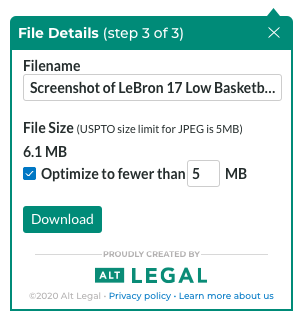 File Details (step 3 of 3)
Filename
Screenshot of LeBron 17 Low Basketb...
File Size (USPTO size limit for JPEG is 5MB)
6.1 MB
Optimize to fewer than 5 MB
Download
PROUDLY CREATED BY
ALT LEGAL
©2020 Alt Legal · Privacy policy · Learn more about us